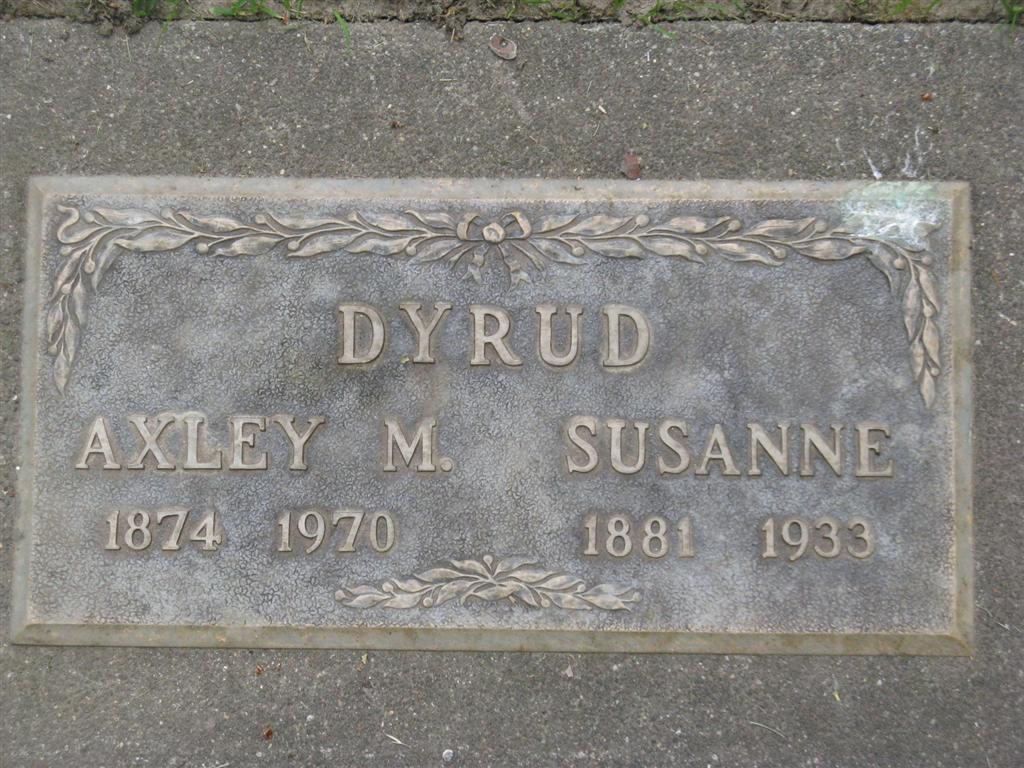 DYRUD
AXLEY M. SUSANNE
1874 1970 1881 1933